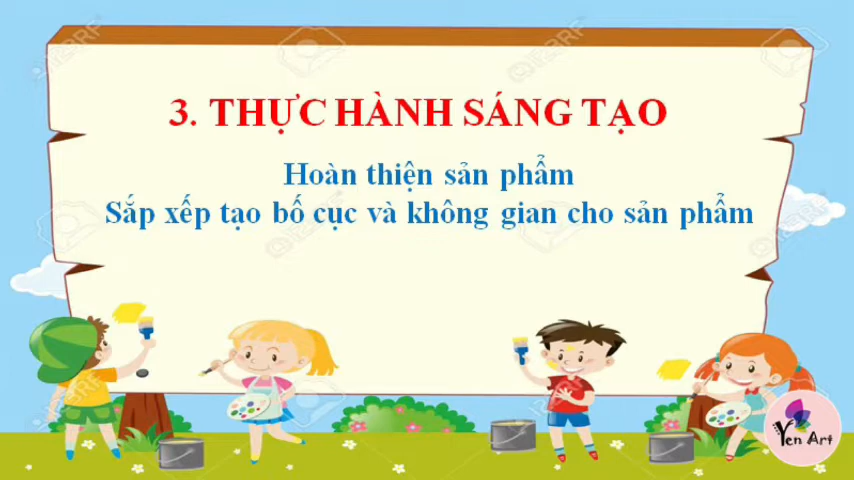 3. THỰC HÀNH SÁNG TẠO
Hoàn thiện sản phẩm
Sắp xếp tạo bố cục và không gian cho sản phẩm
Yen Art